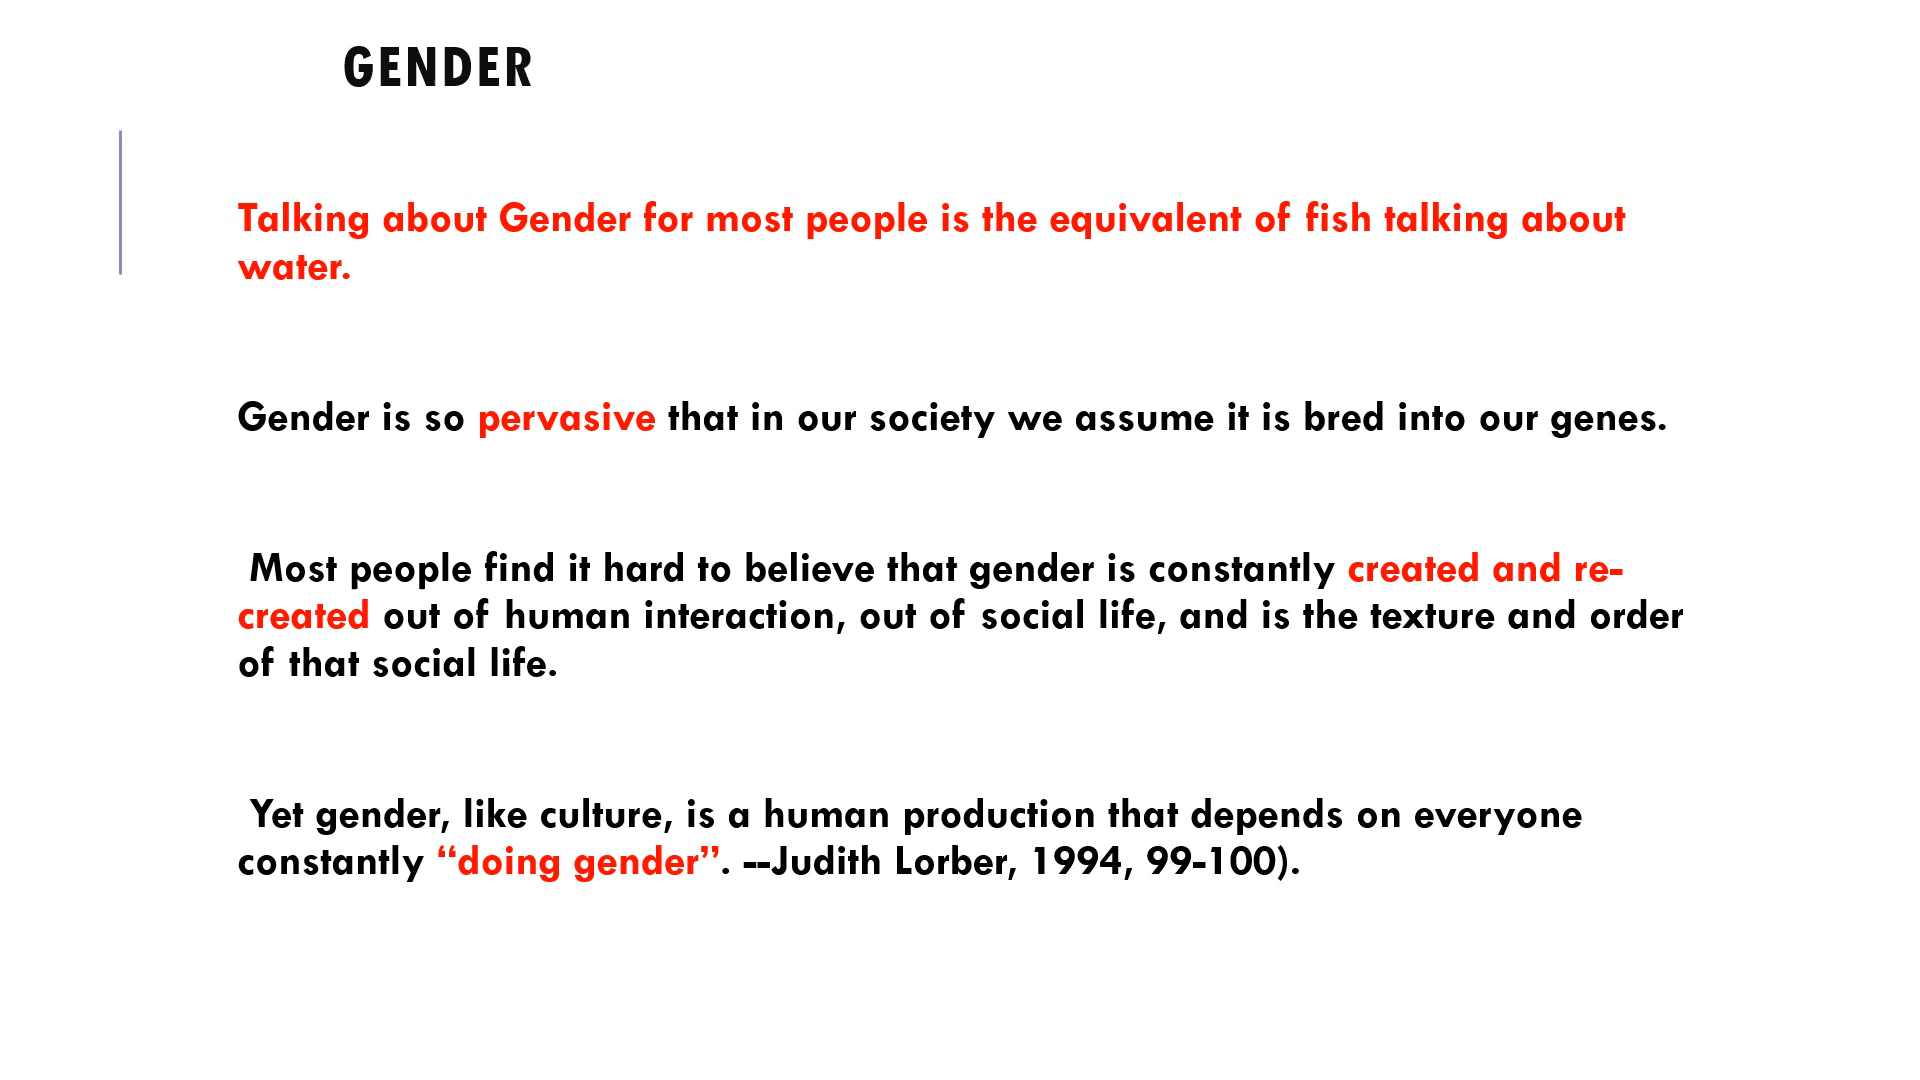 GENDER
Talking about Gender for most people is the equivalent of fish talking about
water.
Gender is so pervasive that in our society we assume it is bred into our genes.
Most people find it hard to believe that gender is constantly created and re-
created out of human interaction, out of social life, and is the texture and order
of that social life.
Yet gender, like culture, is a human production that depends on everyone
constantly “doing gender”. --Judith Lorber, 1994, 99-100).